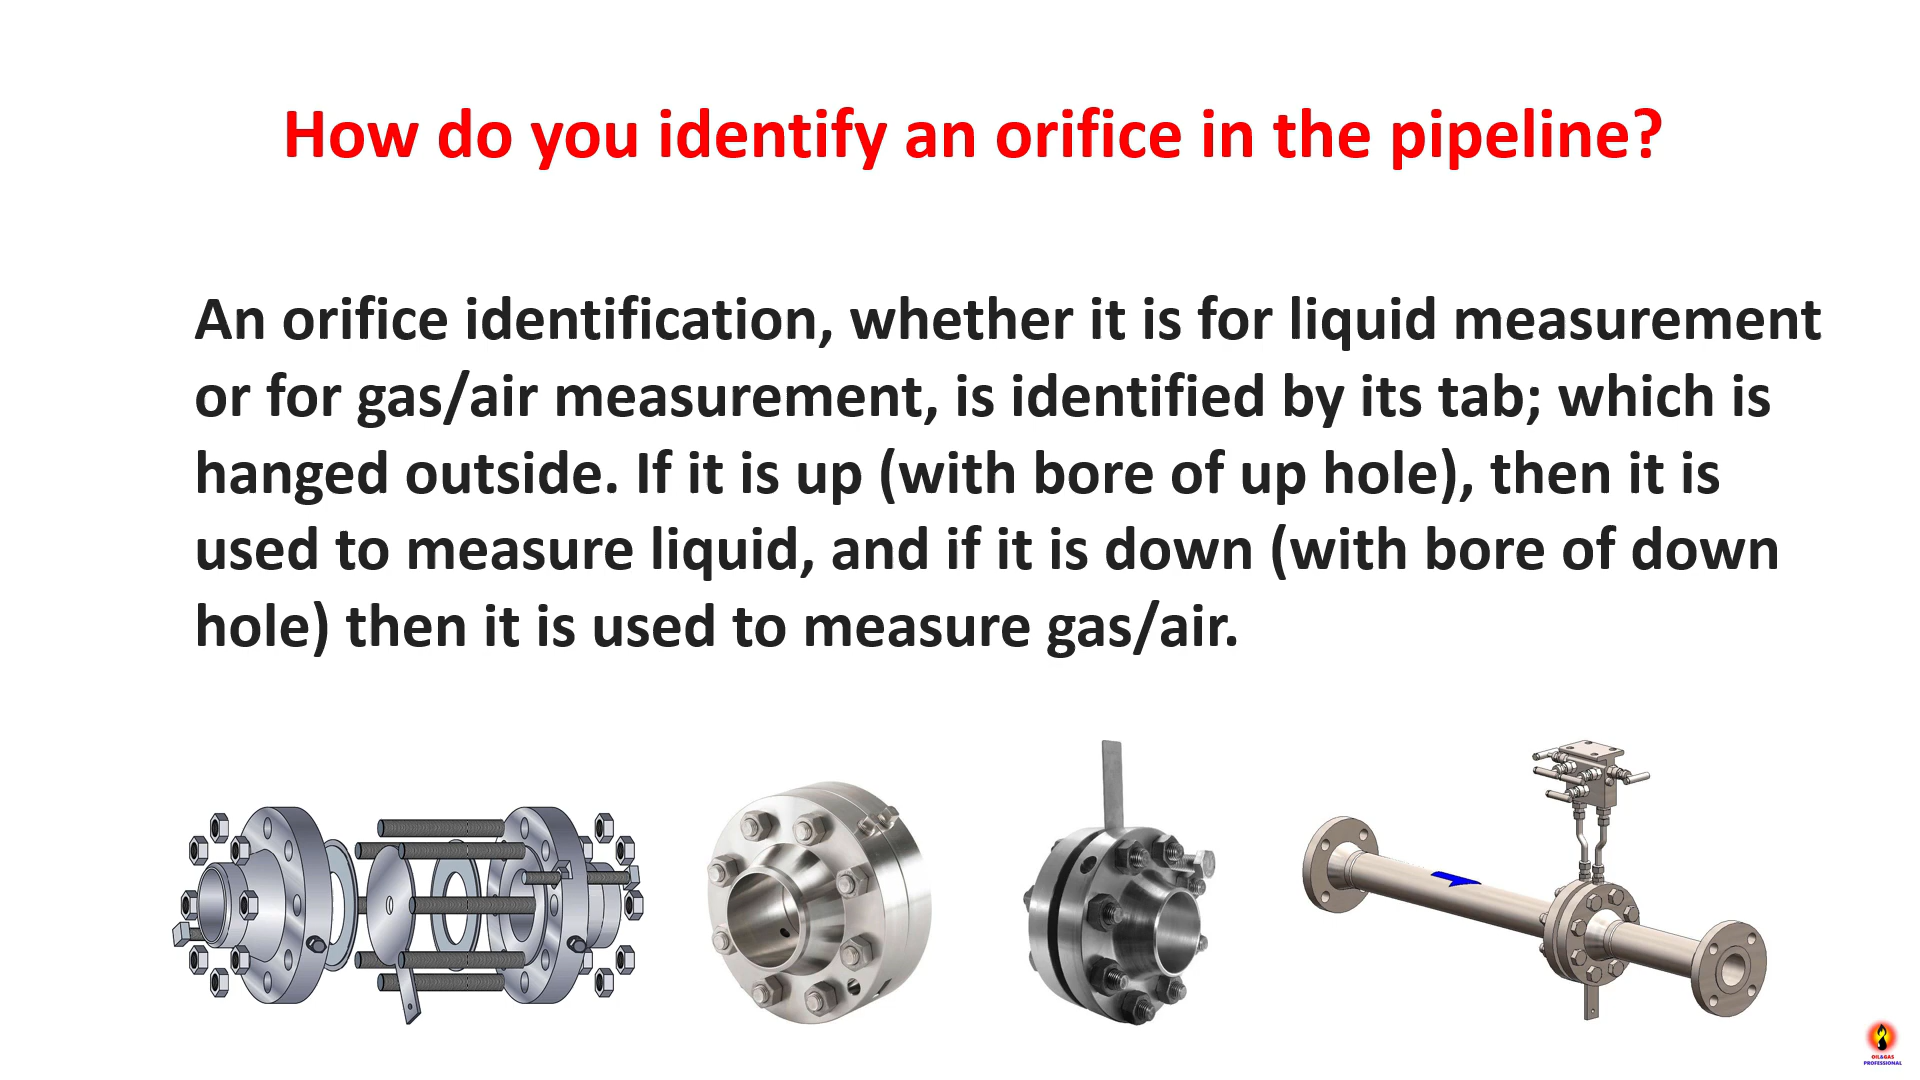 How do you identify an orifice in the pipeline?
An orifice identification, whether it is for liquid measurement
or for gas/air measurement, is identified by its tab; which is
hanged outside. If it is up (with bore of up hole), then it is
used to measure liquid, and if it is down (with bore of down
hole) then it is used to measure gas/air.
OIL&GAS
PROFESSIONAL